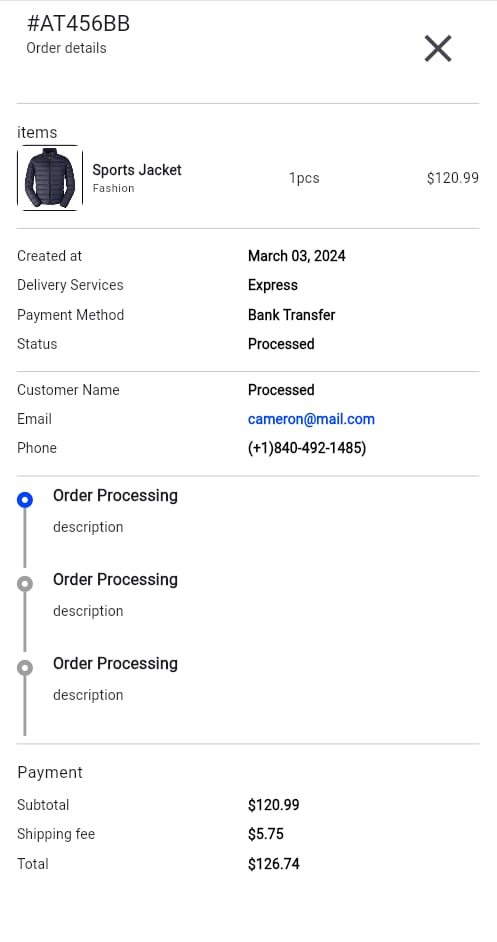 #AT456BB
Order details
items
Sports Jacket
Fashion
1pcs
$120.99
Created at March 03, 2024
Delivery Services Express
Payment Method Bank Transfer
Status Processed
Customer Name Processed
Email cameron@mail.com
Phone (+1)840-492-1485)
Order Processing
description
Order Processing
description
Order Processing
description
Payment
Subtotal $120.99
Shipping fee $5.75
Total $126.74